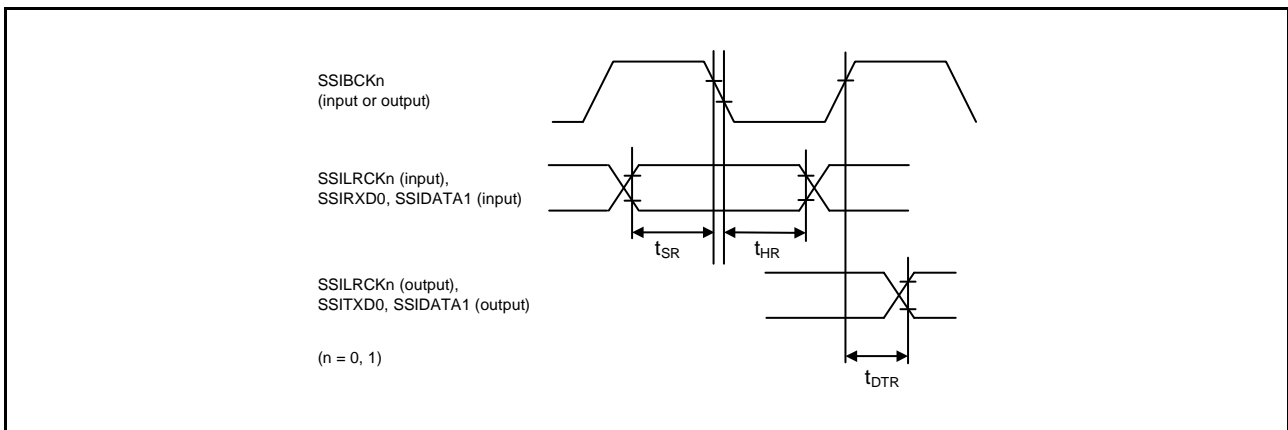 SSIBCKn
(input or output)
SSILRCKn (input),
SSIRXD0, SSIDATA1 (input)
tSR
tHR
SSILRCKn (output),
SSITXD0, SSIDATA1 (output)
(n = 0, 1)
tDTR